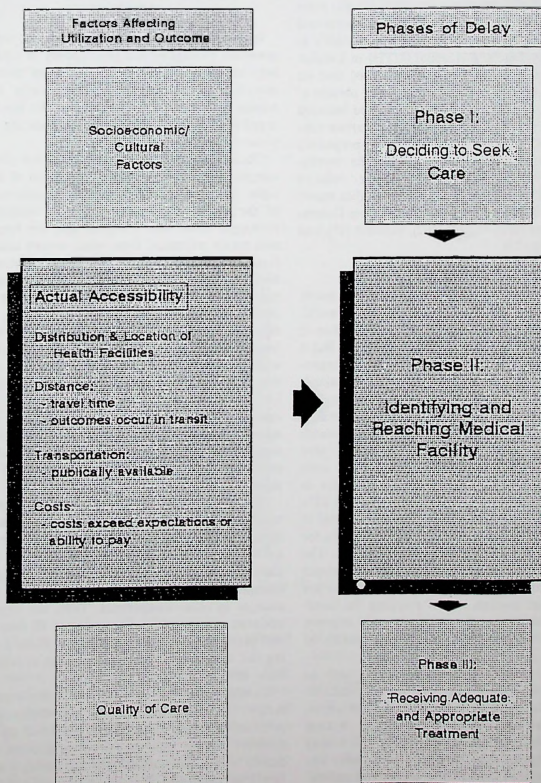 Factors Affecting
Utilization and Outcome
Socioeconomic/
Cultural
Factors
Actual Accessibility
Distribution & Location of
Health Facilities
Distance:
- travel time
- outcomes occur in transit
Transportation:
- publically available
Costs:
- costs exceed expectations or
ability to pay
Quality of Care
Phases of Delay
Phase I:
Deciding to Seek
Care
Phase II:
Identifying and
Reaching Medical
Facility
Phase III:
Receiving Adequate
and Appropriate
Treatment